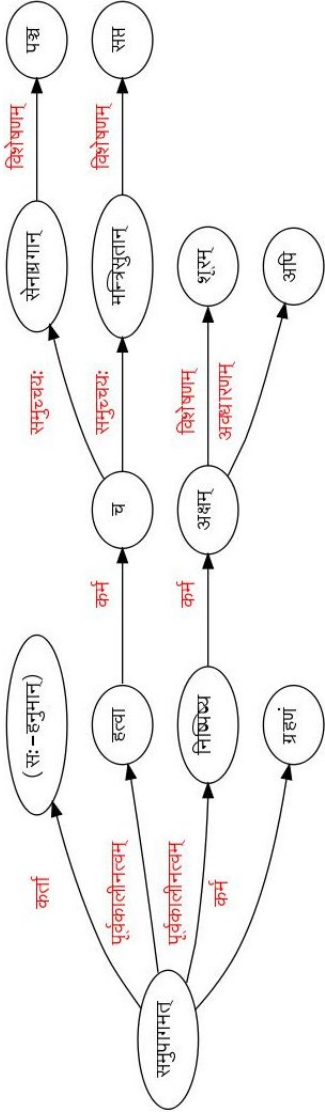 समुपागमत्
कर्ता
पूर्वकालीनत्वम्
पूर्वकालीनत्वम्
कर्म
(सः-हनुमान्)
हत्वा
निष्पिष्य
ग्रहणं
कर्म
कर्म
च
अक्षम्
समुच्चयः
समुच्चयः
विशेषणम्
अवधारणम्
सेनाग्रगान्
मन्त्रिसुतान्
शूरम्
अपि
विशेषणम्
विशेषणम्
पञ्च
सप्त